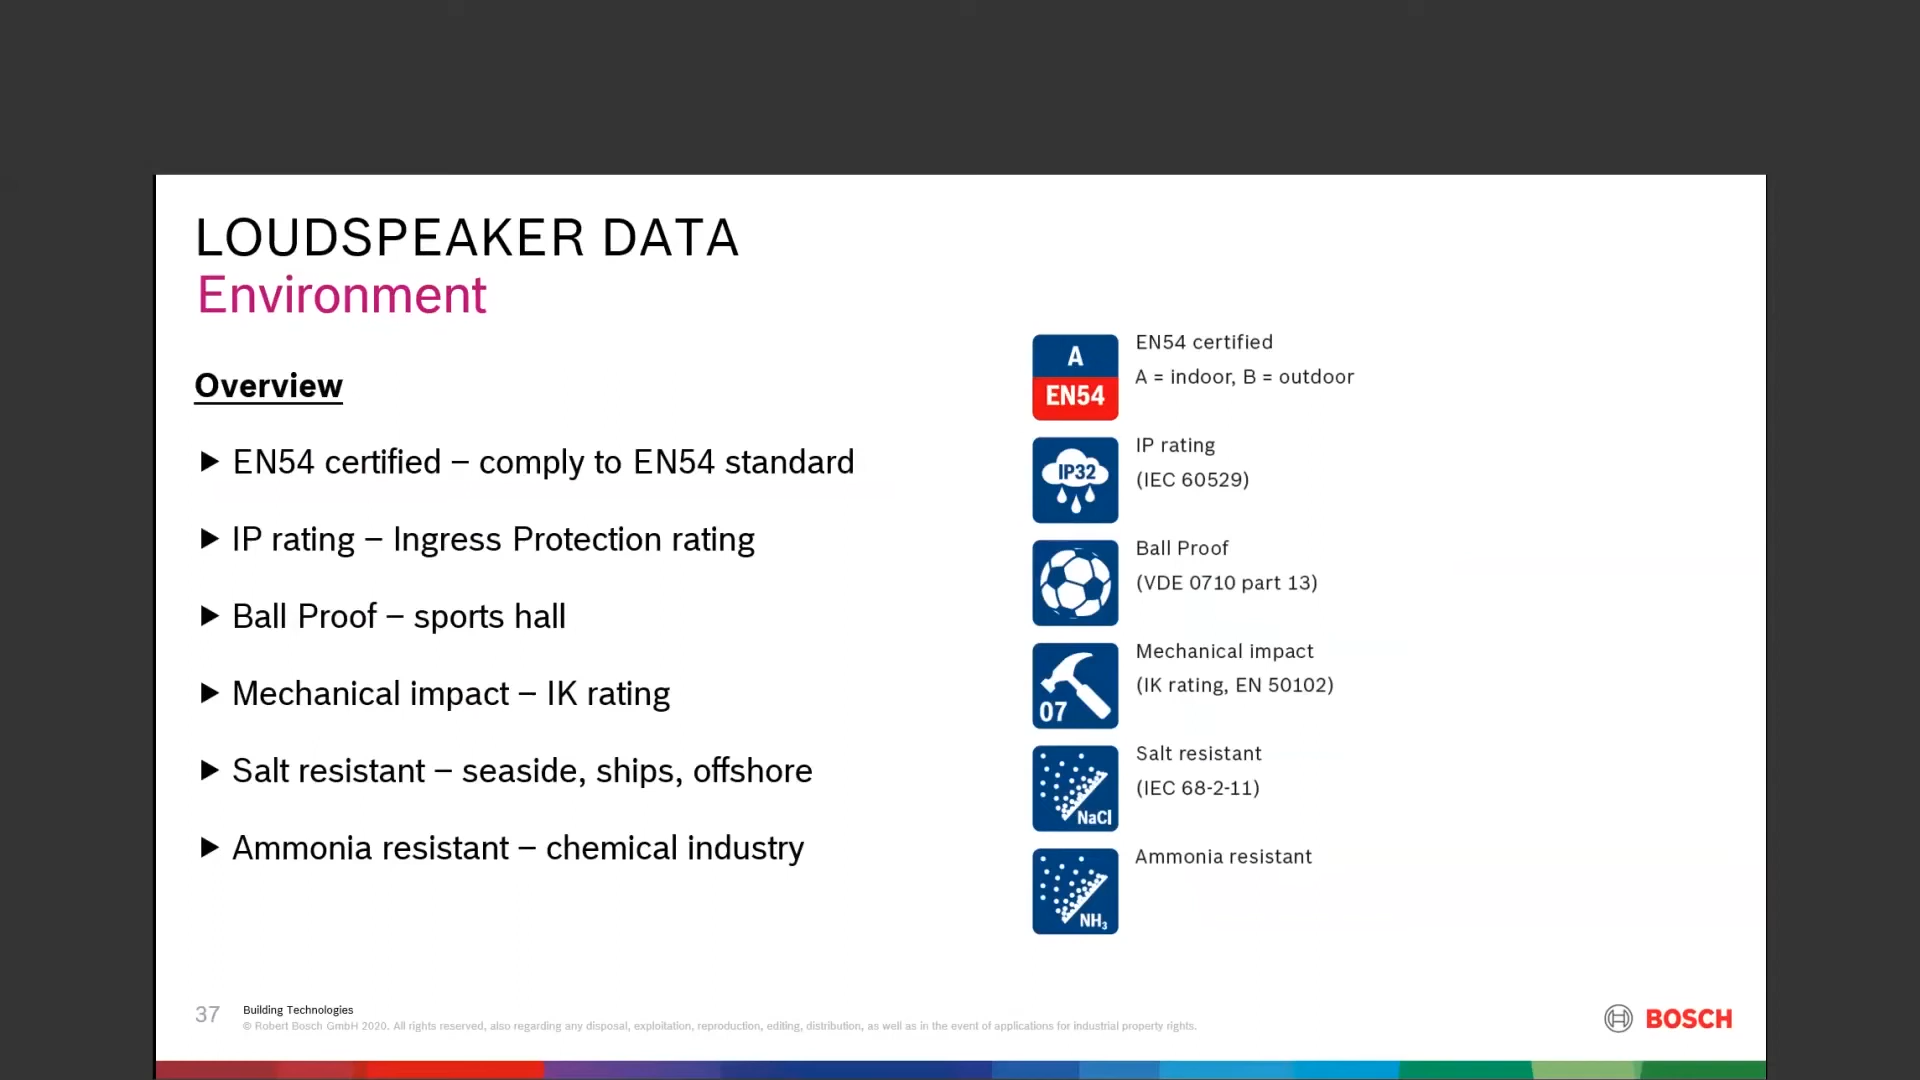 LOUDSPEAKER DATA
Environment
Overview
▶ EN54 certified – comply to EN54 standard
▶ IP rating – Ingress Protection rating
▶ Ball Proof – sports hall
▶ Mechanical impact – IK rating
▶ Salt resistant – seaside, ships, offshore
▶ Ammonia resistant – chemical industry
A
EN54
EN54 certified
A = indoor, B = outdoor
IP32
IP rating
(IEC 60529)
Ball Proof
(VDE 0710 part 13)
07
Mechanical impact
(IK rating, EN 50102)
NaCl
Salt resistant
(IEC 68-2-11)
NH₃
Ammonia resistant
37
Building Technologies
© Robert Bosch GmbH 2020. All rights reserved, also regarding any disposal, exploitation, reproduction, editing, distribution, as well as in the event of applications for industrial property rights.
BOSCH